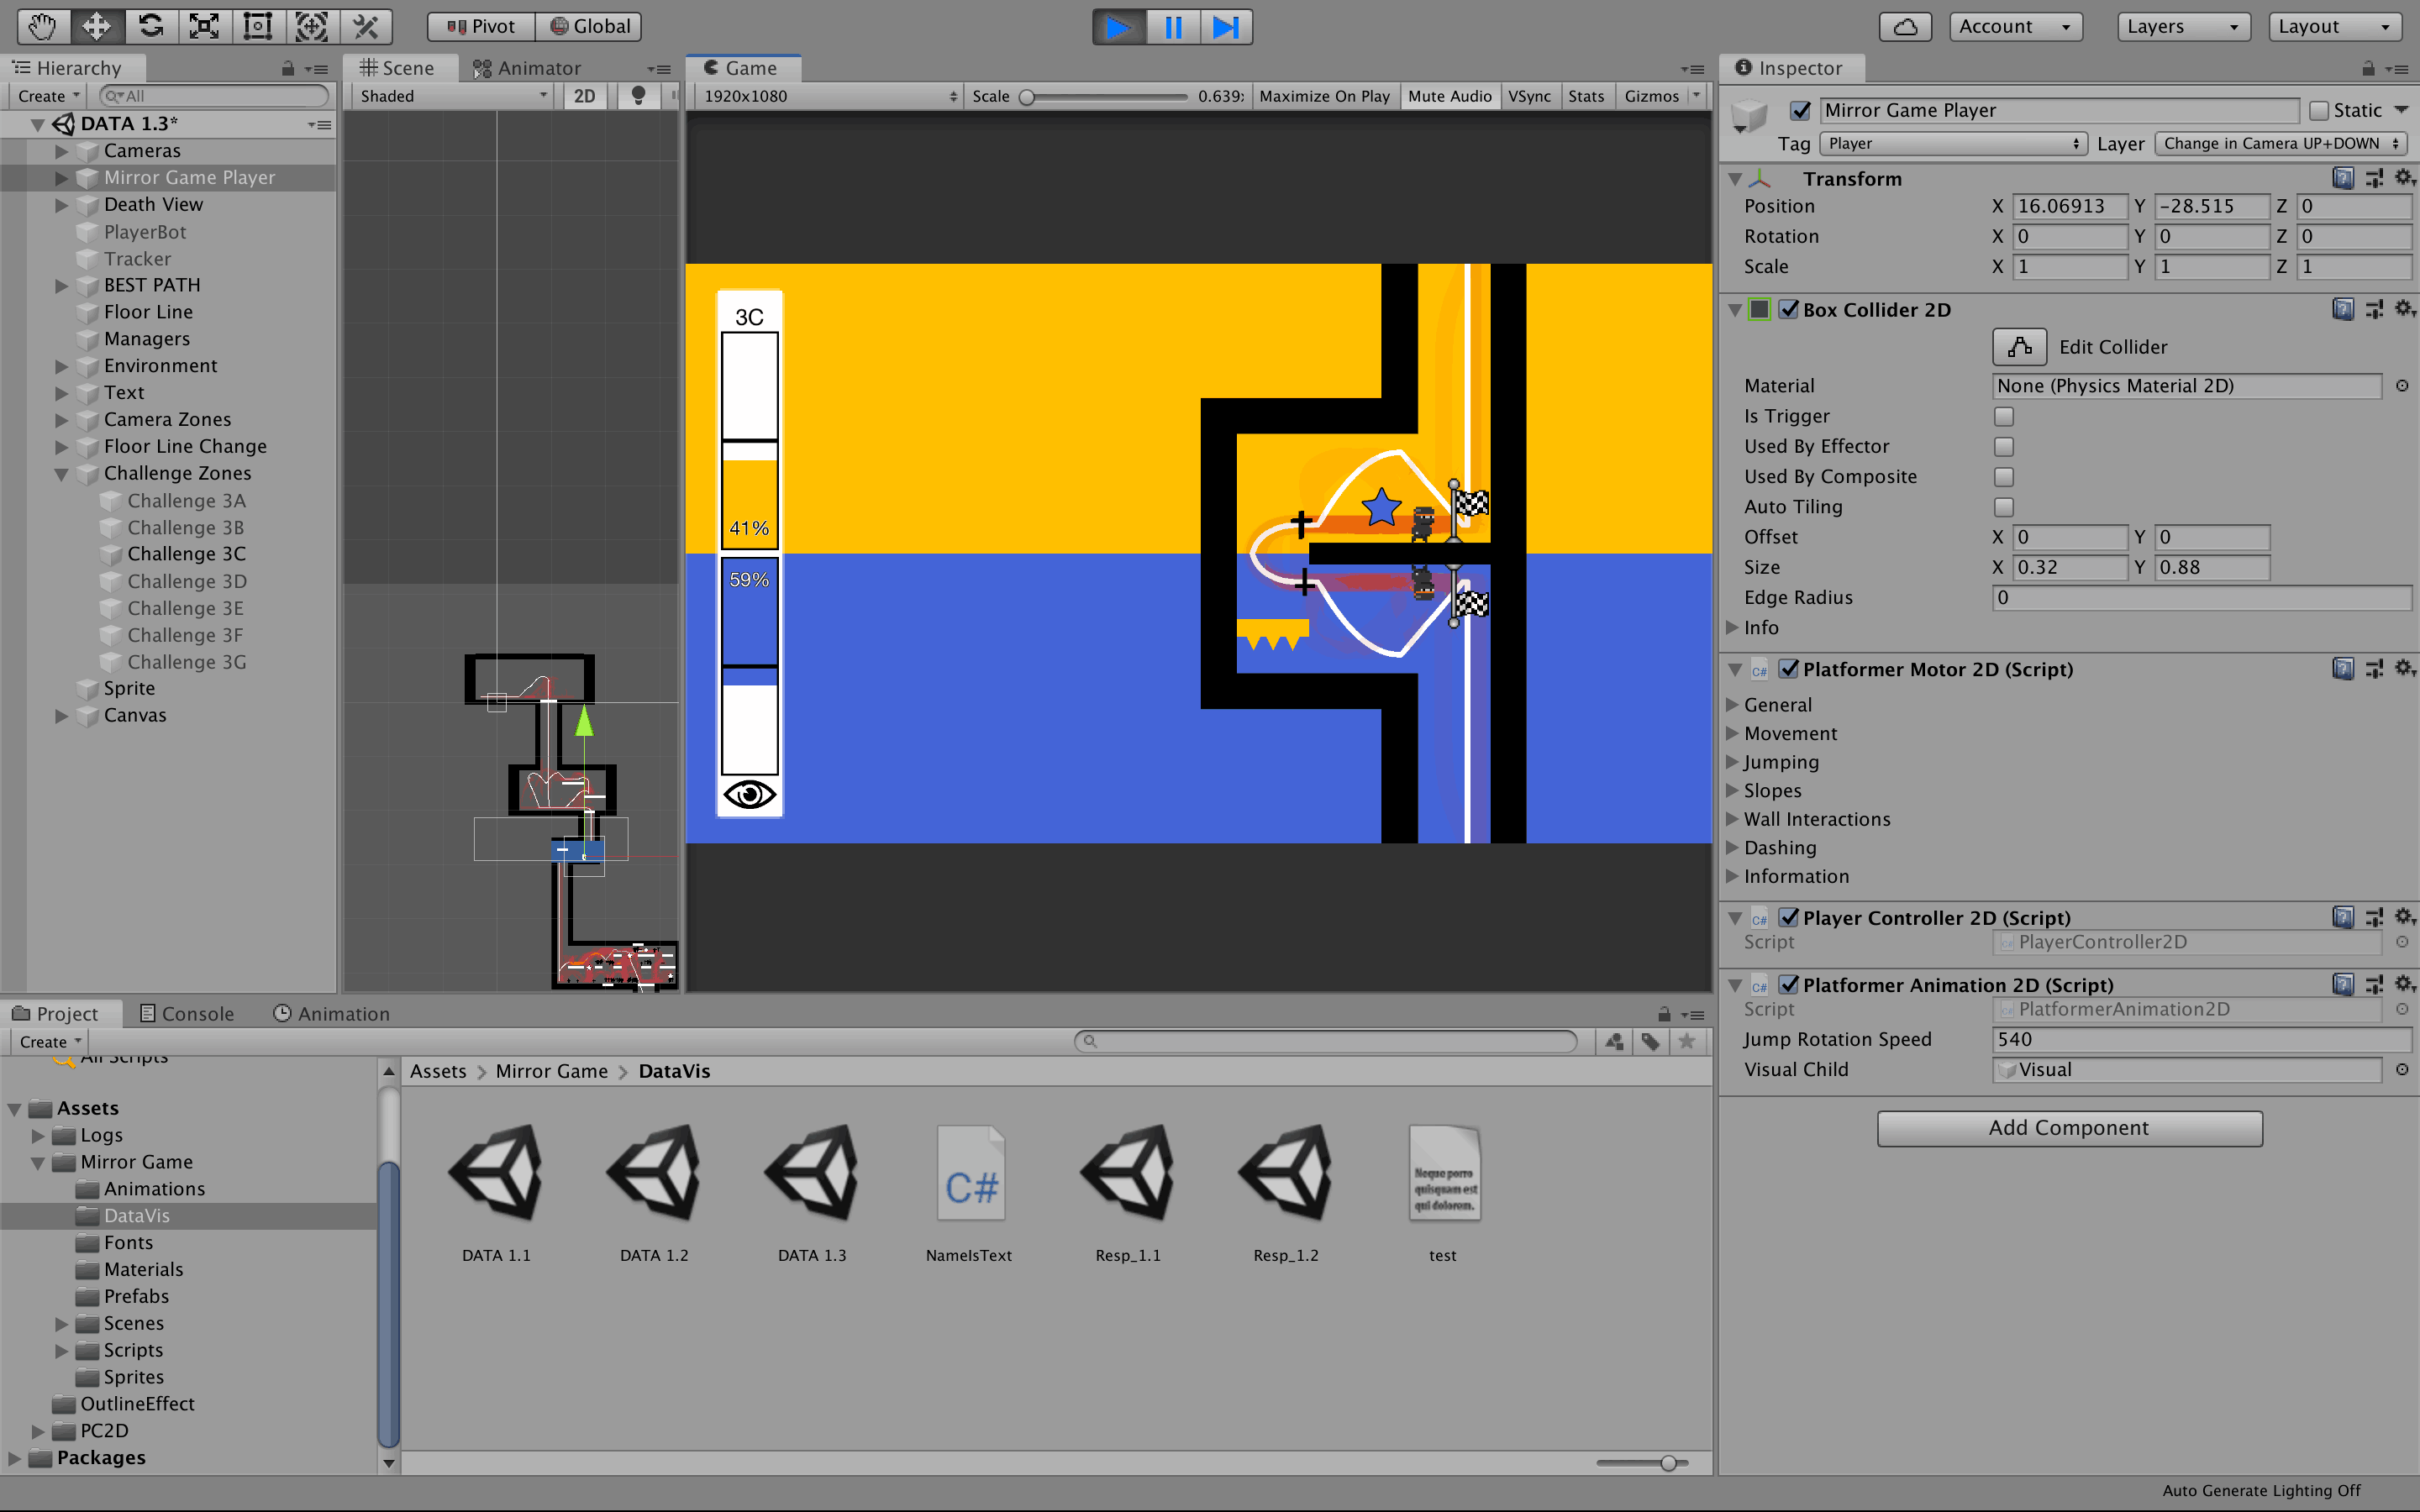 Pivot Global Account Layers Layout
Hierarchy
Create All
DATA 1.3*
Cameras
Mirror Game Player
Death View
PlayerBot
Tracker
BEST PATH
Floor Line
Managers
Environment
Text
Camera Zones
Floor Line Change
Challenge Zones
Challenge 3A
Challenge 3B
Challenge 3C
Challenge 3D
Challenge 3E
Challenge 3F
Challenge 3G
Sprite
Canvas
Scene Animator
Shaded 2D
Game
1920x1080 Scale 0.639 Maximize On Play Mute Audio VSync Stats Gizmos
3C
41%
59%
Inspector
Mirror Game Player Static
Tag Player Layer Change in Camera UP+DOWN
Transform
Position X 16.06913 Y -28.515 Z 0
Rotation X 0 Y 0 Z 0
Scale X 1 Y 1 Z 1
Box Collider 2D
Edit Collider
Material None (Physics Material 2D)
Is Trigger
Used By Effector
Used By Composite
Auto Tiling
Offset X 0 Y 0
Size X 0.32 Y 0.88
Edge Radius 0
Info
C# Platformer Motor 2D (Script)
General
Movement
Jumping
Slopes
Wall Interactions
Dashing
Information
C# Player Controller 2D (Script)
Script PlayerController2D
C# Platformer Animation 2D (Script)
Script PlatformerAnimation2D
Jump Rotation Speed 540
Visual Child Visual
Add Component
Project Console Animation
Create
All Scripts
Assets
Logs
Mirror Game
Animations
DataVis
Fonts
Materials
Prefabs
Scenes
Scripts
Sprites
OutlineEffect
PC2D
Packages
Assets > Mirror Game > DataVis
C#
Neque porro
quisquam est
qui dolorem.
DATA 1.1 DATA 1.2 DATA 1.3 NameIsText Resp_1.1 Resp_1.2 test
Auto Generate Lighting Off